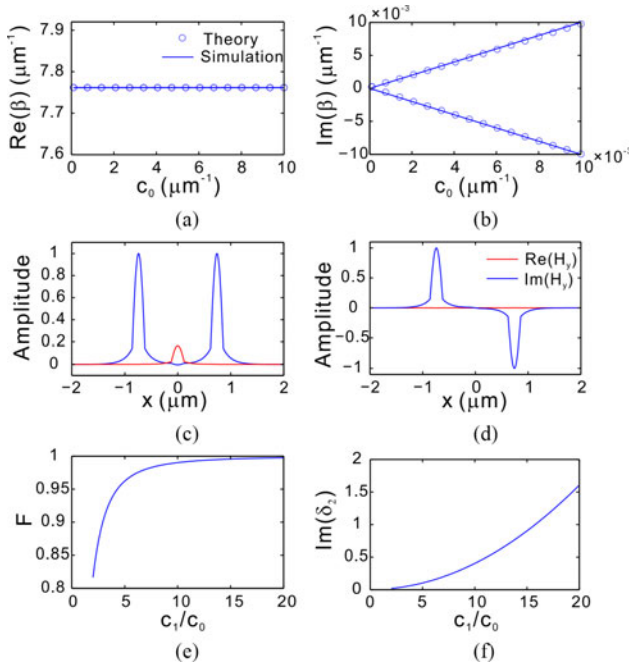 7.9
7.8
7.7
7.6
Re(β) (μm⁻¹)
Theory
Simulation
0 2 4 6 8 10
c₀ (μm⁻¹)
(a)
10 × 10⁻³
5
0
−5
−10
Im(β) (μm⁻¹)
0 2 4 6 8 10 × 10⁻³
c₀ (μm⁻¹)
(b)
1
0.8
0.6
0.4
0.2
0
Amplitude
−2 −1 0 1 2
x (μm)
(c)
1
0.5
0
−0.5
−1
Amplitude
Re(Hᵧ)
Im(Hᵧ)
−2 −1 0 1 2
x (μm)
(d)
1
0.95
0.9
0.85
0.8
F
0 5 10 15 20
c₁/c₀
(e)
2
1.5
1
0.5
0
Im(δ₂)
0 5 10 15 20
c₁/c₀
(f)